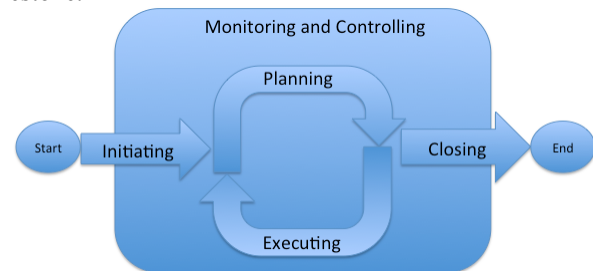 Monitoring and Controlling
Planning
Start
Initiating
Closing
End
Executing